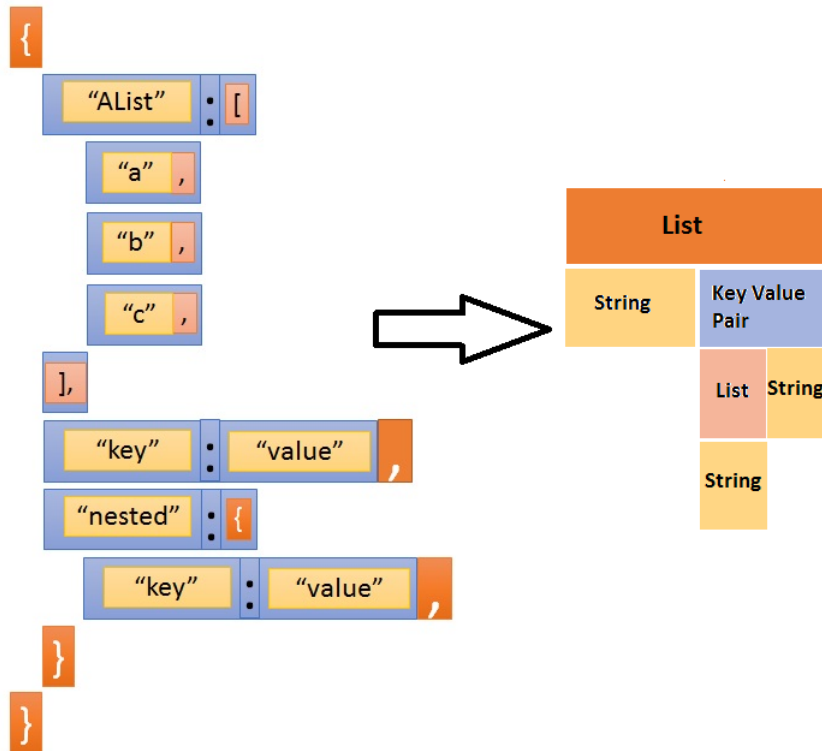 {
“AList” : [
“a” ,
“b” ,
“c” ,
],
“key” : “value” ,
“nested” : {
“key” : “value” ,
}
}
List
String
Key Value
Pair
List
String
String